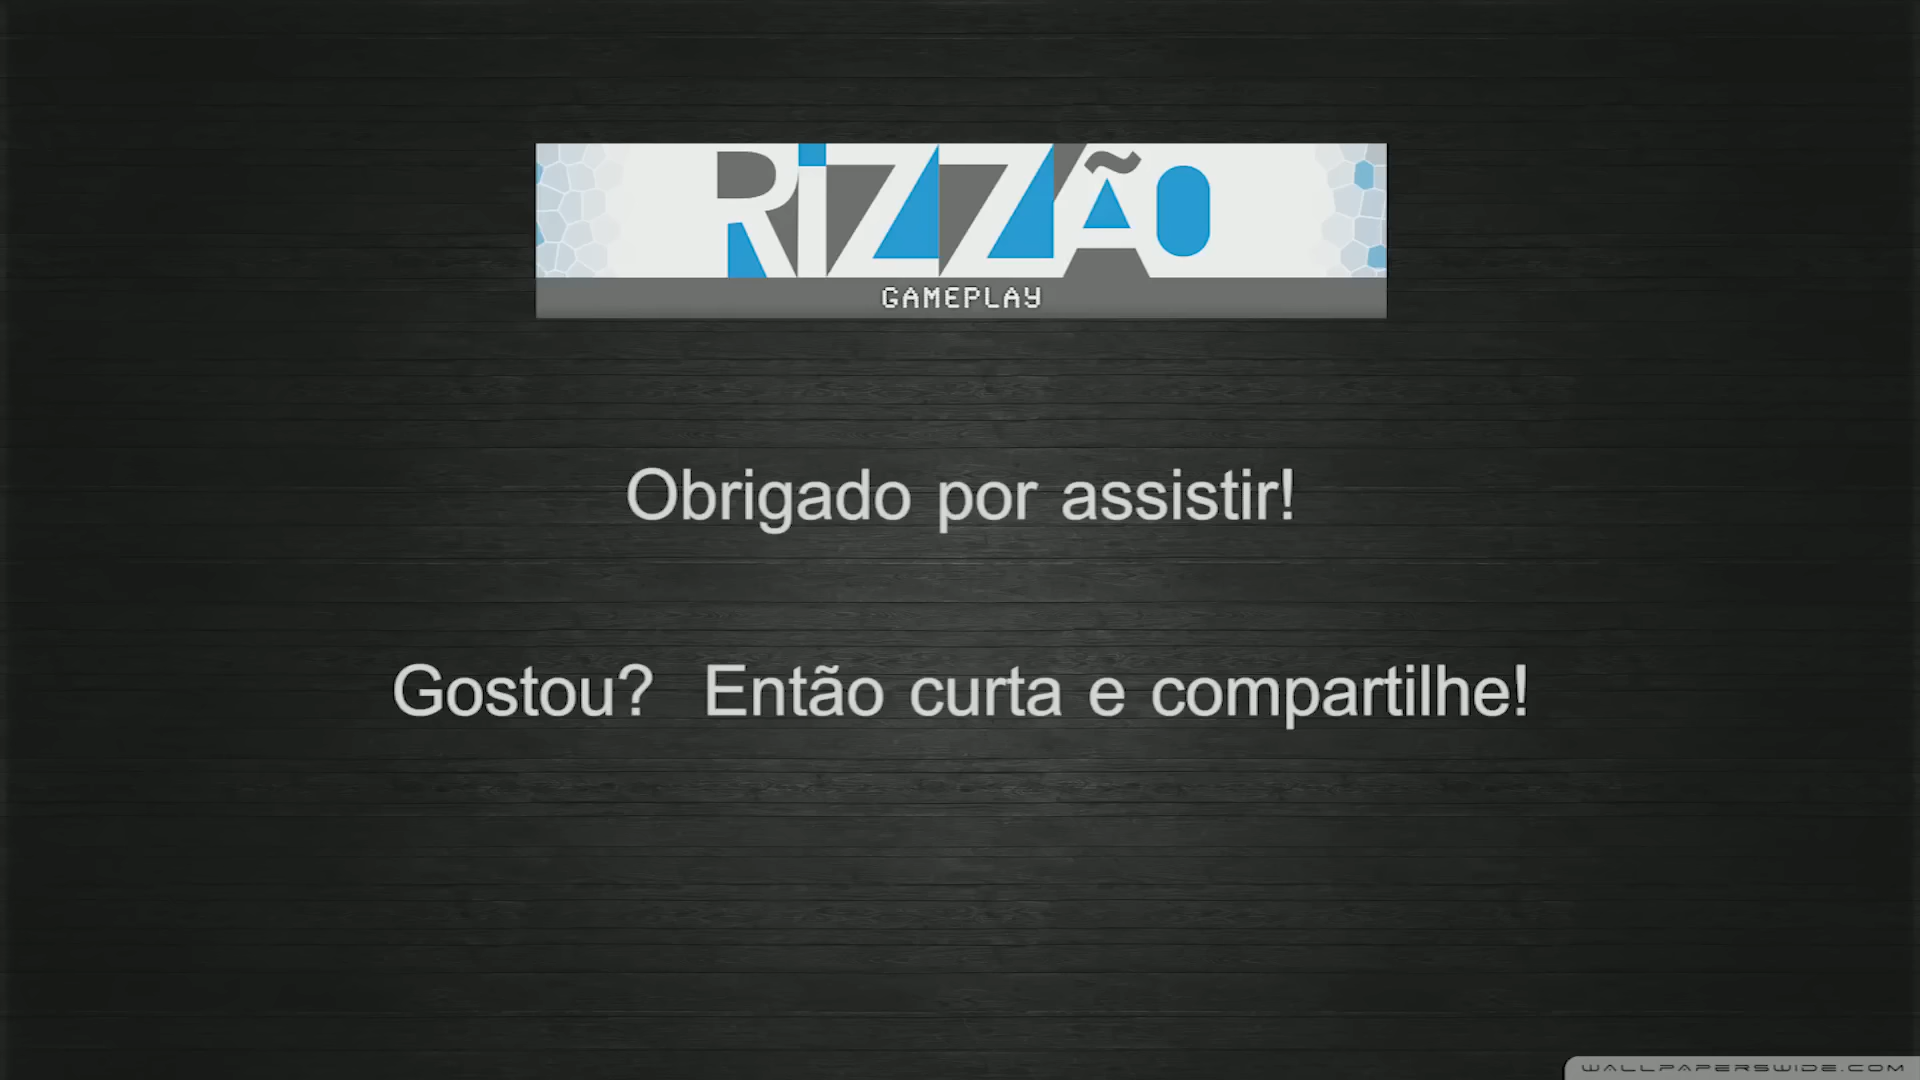 RiZZÃO
GAMEPLAY
Obrigado por assistir!
Gostou?  Então curta e compartilhe!
WALLPAPERSWIDE.COM